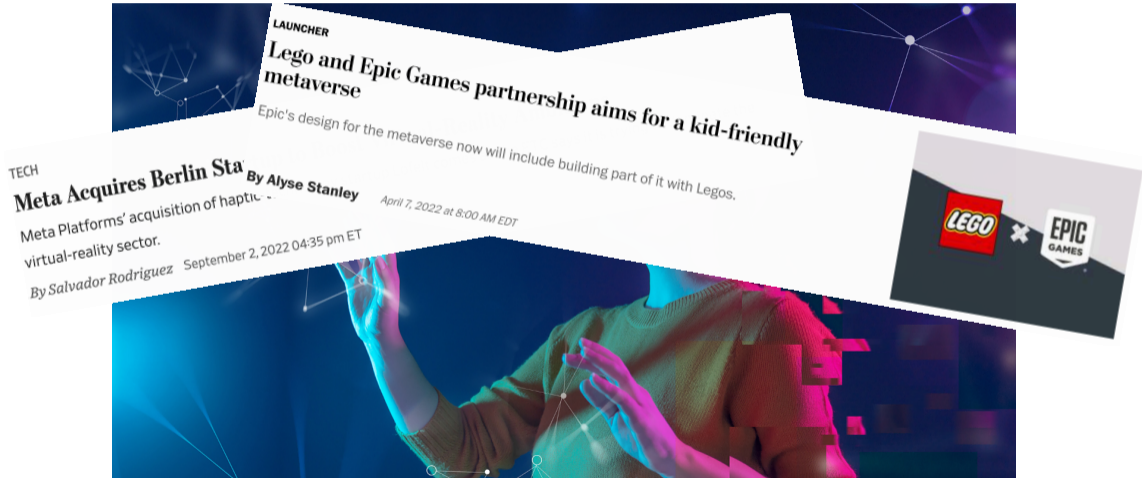 LAUNCHER
Lego and Epic Games partnership aims for a kid-friendly
metaverse
Epic's design for the metaverse now will include building part of it with Legos.
By Alyse Stanley April 7, 2022 at 8:00 AM EDT
LEGO
EPIC
GAMES
TECH
Meta Acquires Berlin
Meta Platforms' acquisition of haptic
virtual-reality sector.
By Salvador Rodriguez September 2, 2022 04:35 pm ET